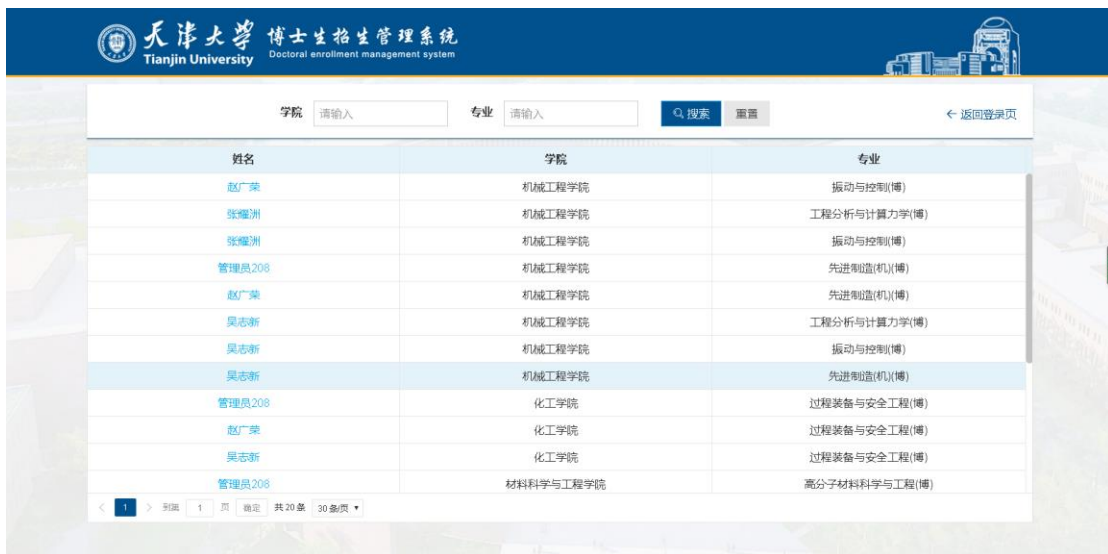 天津大学 博士生招生管理系统
Tianjin University Doctoral enrollment management system
学院 请输入 专业 请输入 搜索 重置 返回登录页
姓名 学院 专业
赵广荣 机械工程学院 振动与控制(博)
张耀洲 机械工程学院 工程分析与计算力学(博)
张耀洲 机械工程学院 振动与控制(博)
管理员208 机械工程学院 先进制造(机)(博)
赵广荣 机械工程学院 先进制造(机)(博)
吴志新 机械工程学院 工程分析与计算力学(博)
吴志新 机械工程学院 振动与控制(博)
吴志新 机械工程学院 先进制造(机)(博)
管理员208 化工学院 过程装备与安全工程(博)
赵广荣 化工学院 过程装备与安全工程(博)
吴志新 化工学院 过程装备与安全工程(博)
管理员208 材料科学与工程学院 高分子材料科学与工程(博)
1 到第 1 页 确定 共20条 30条/页